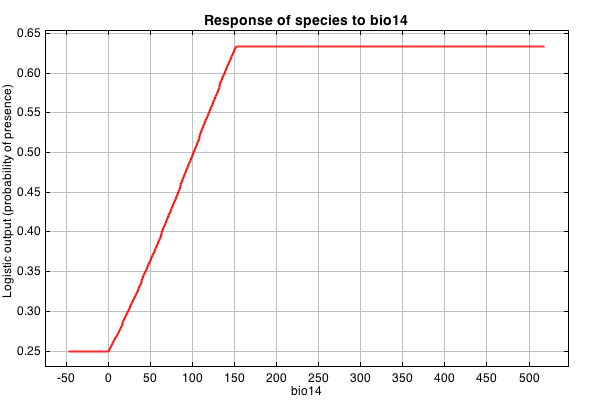 Response of species to bio14
Logistic output (probability of presence)
0.65
0.60
0.55
0.50
0.45
0.40
0.35
0.30
0.25
-50 0 50 100 150 200 250 300 350 400 450 500
bio14